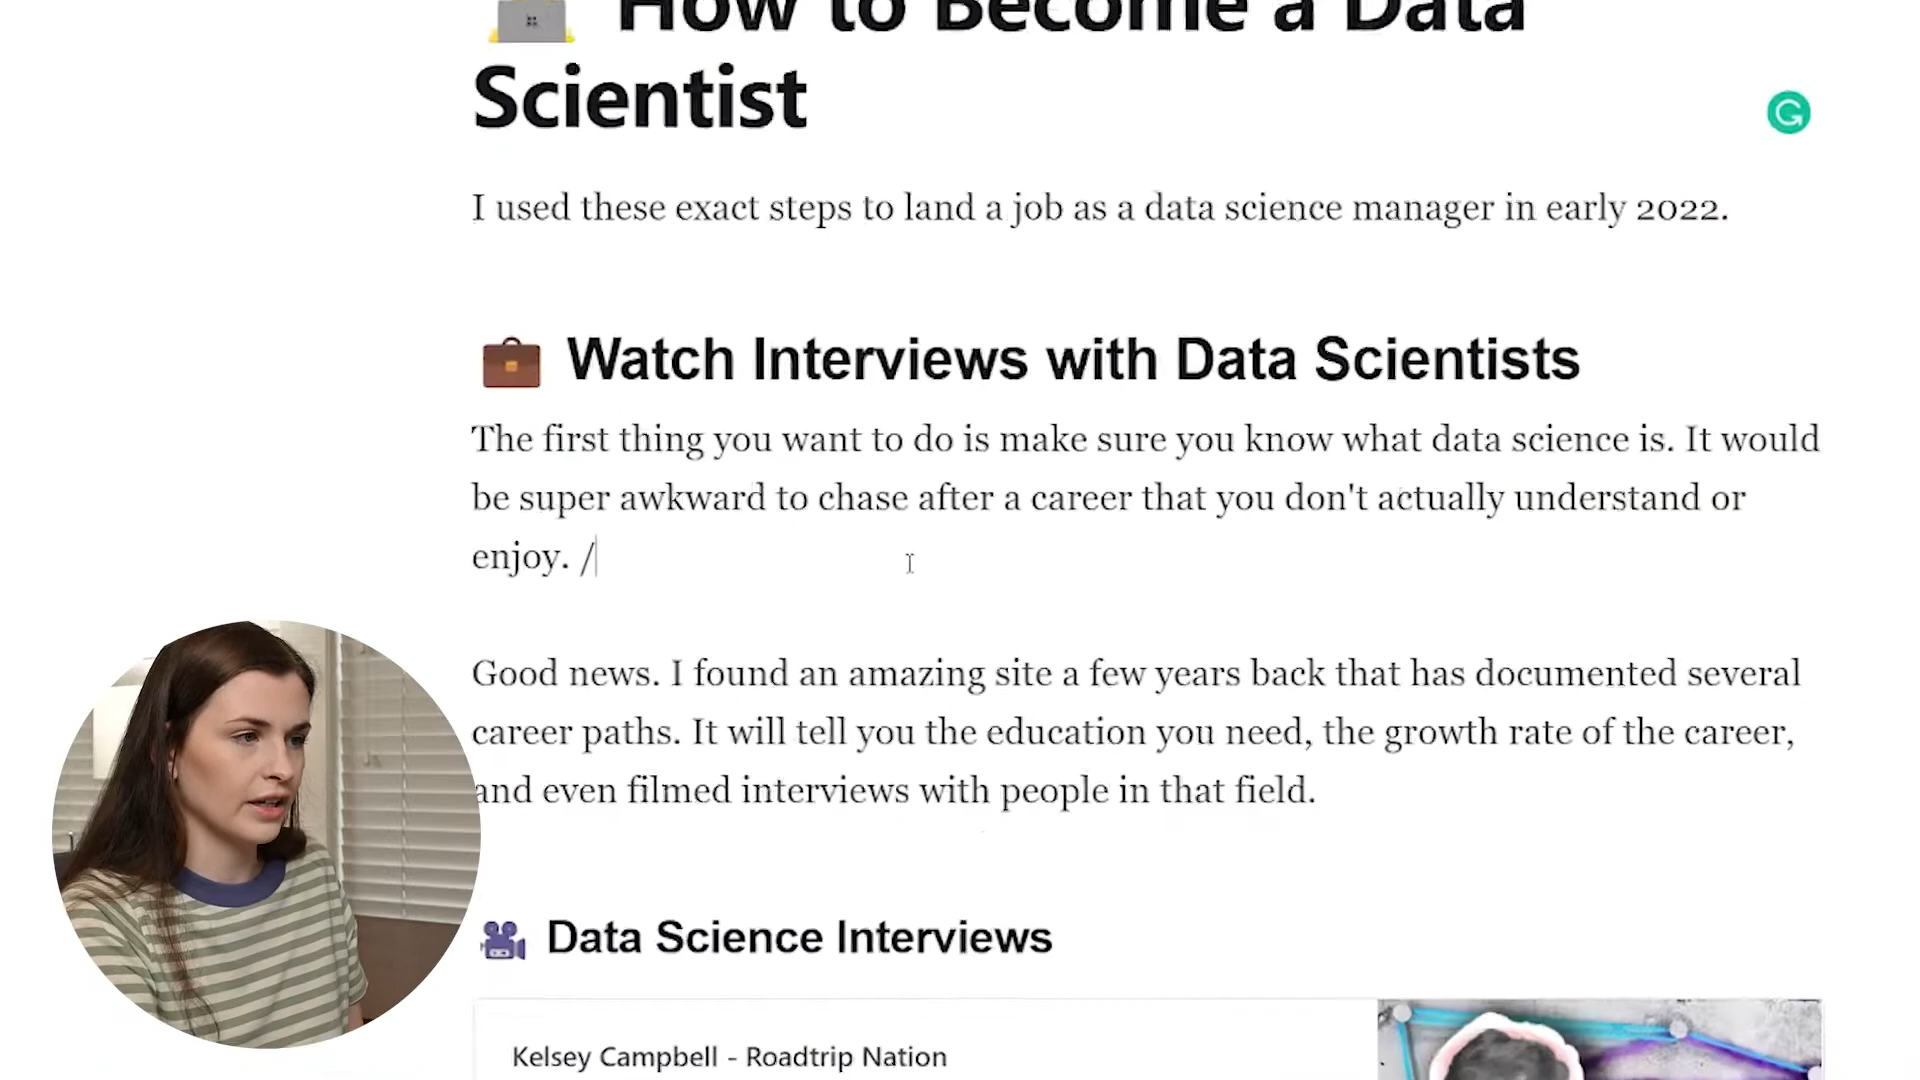 How to Become a Data
Scientist
I used these exact steps to land a job as a data science manager in early 2022.
Watch Interviews with Data Scientists
The first thing you want to do is make sure you know what data science is. It would
be super awkward to chase after a career that you don't actually understand or
enjoy. /
Good news. I found an amazing site a few years back that has documented several
career paths. It will tell you the education you need, the growth rate of the career,
and even filmed interviews with people in that field.
Data Science Interviews
Kelsey Campbell - Roadtrip Nation